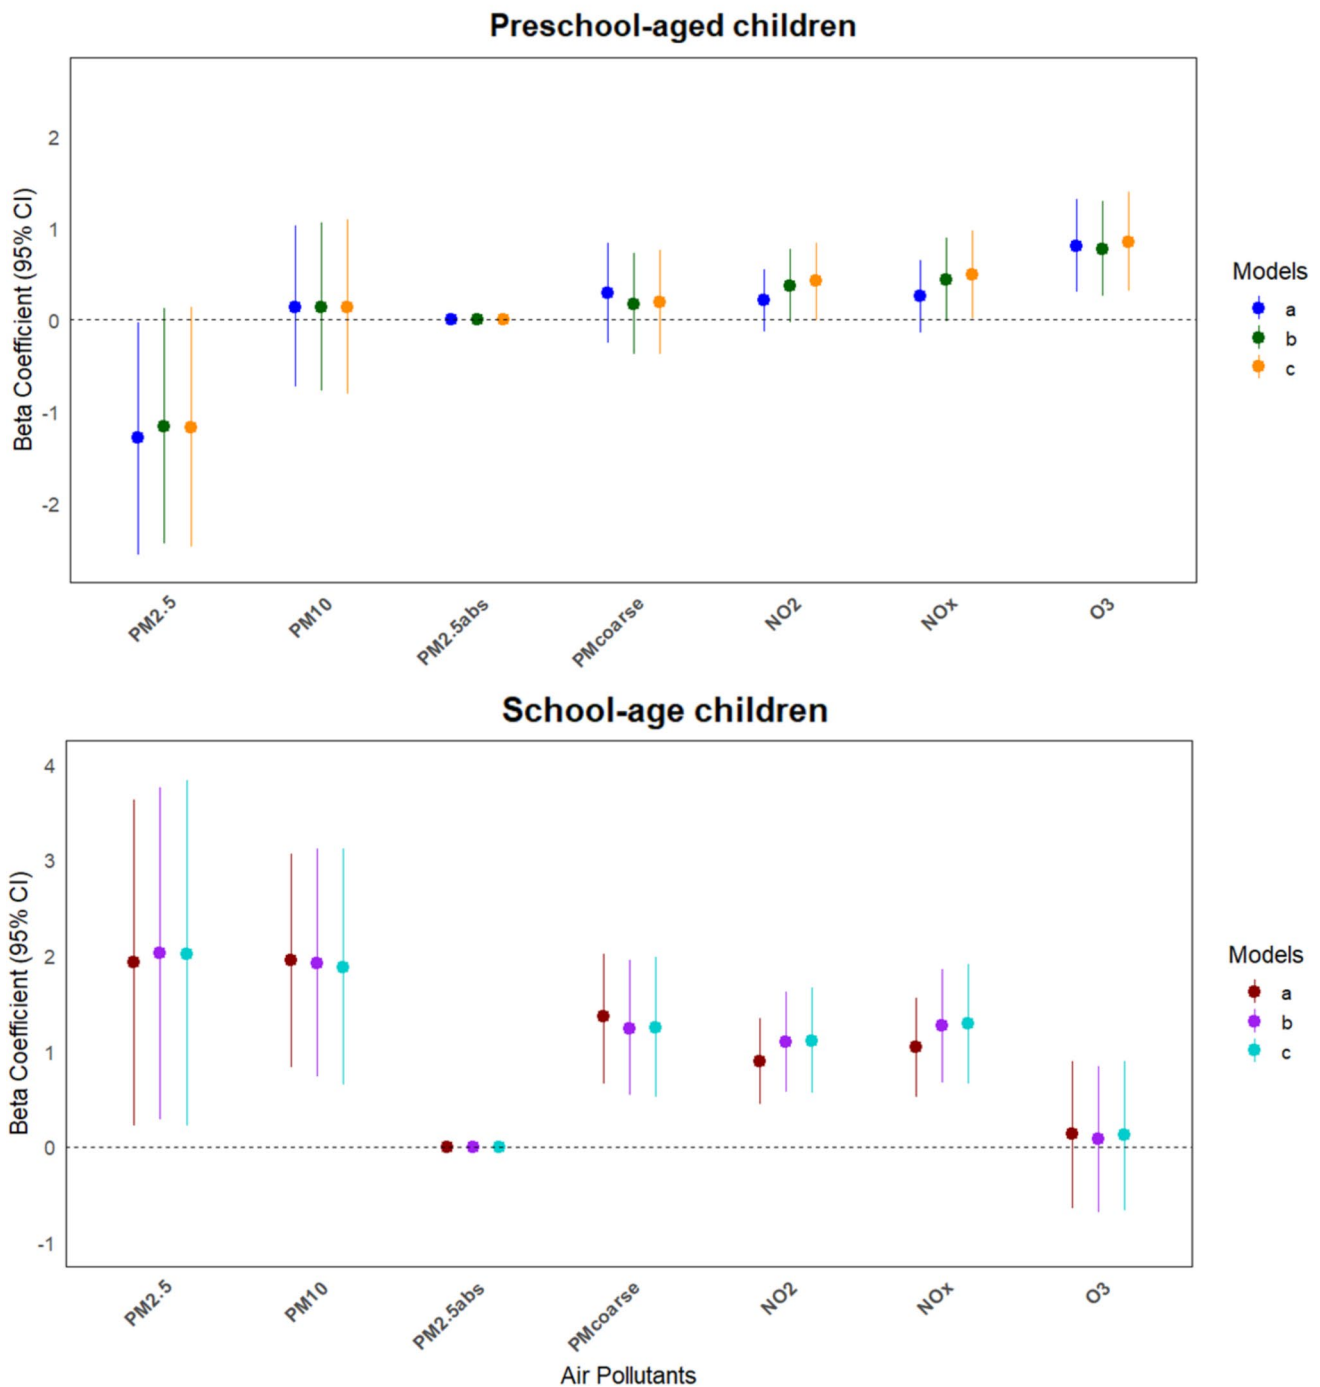 Preschool-aged children
Beta Coefficient (95% CI)
2
1
0
-1
-2
PM2.5
PM10
PM2.5abs
PMcoarse
NO2
NOx
O3
Models
a
b
c
School-age children
Beta Coefficient (95% CI)
4
3
2
1
0
-1
PM2.5
PM10
PM2.5abs
PMcoarse
NO2
NOx
O3
Air Pollutants
Models
a
b
c